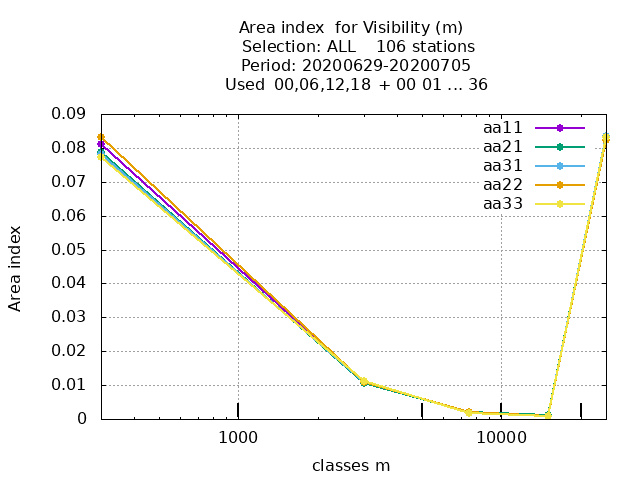 Area index  for Visibility (m)
Selection: ALL    106 stations
Period: 20200629-20200705
Used  00,06,12,18  + 00 01 ... 36
0.09
0.08
0.07
0.06
0.05
0.04
0.03
0.02
0.01
0
Area index
aa11
aa21
aa31
aa22
aa33
1000
10000
classes m